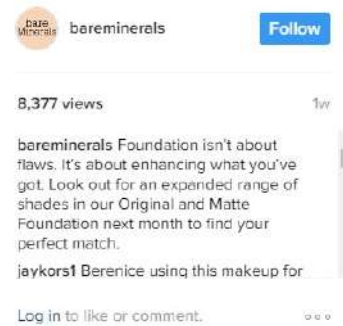 bare
Minerals
bareminerals
Follow
8,377 views
1w
bareminerals Foundation isn't about
flaws. It's about enhancing what you've
got. Look out for an expanded range of
shades in our Original and Matte
Foundation next month to find your
perfect match.
jaykors1 Berenice using this makeup for
Log in to like or comment.